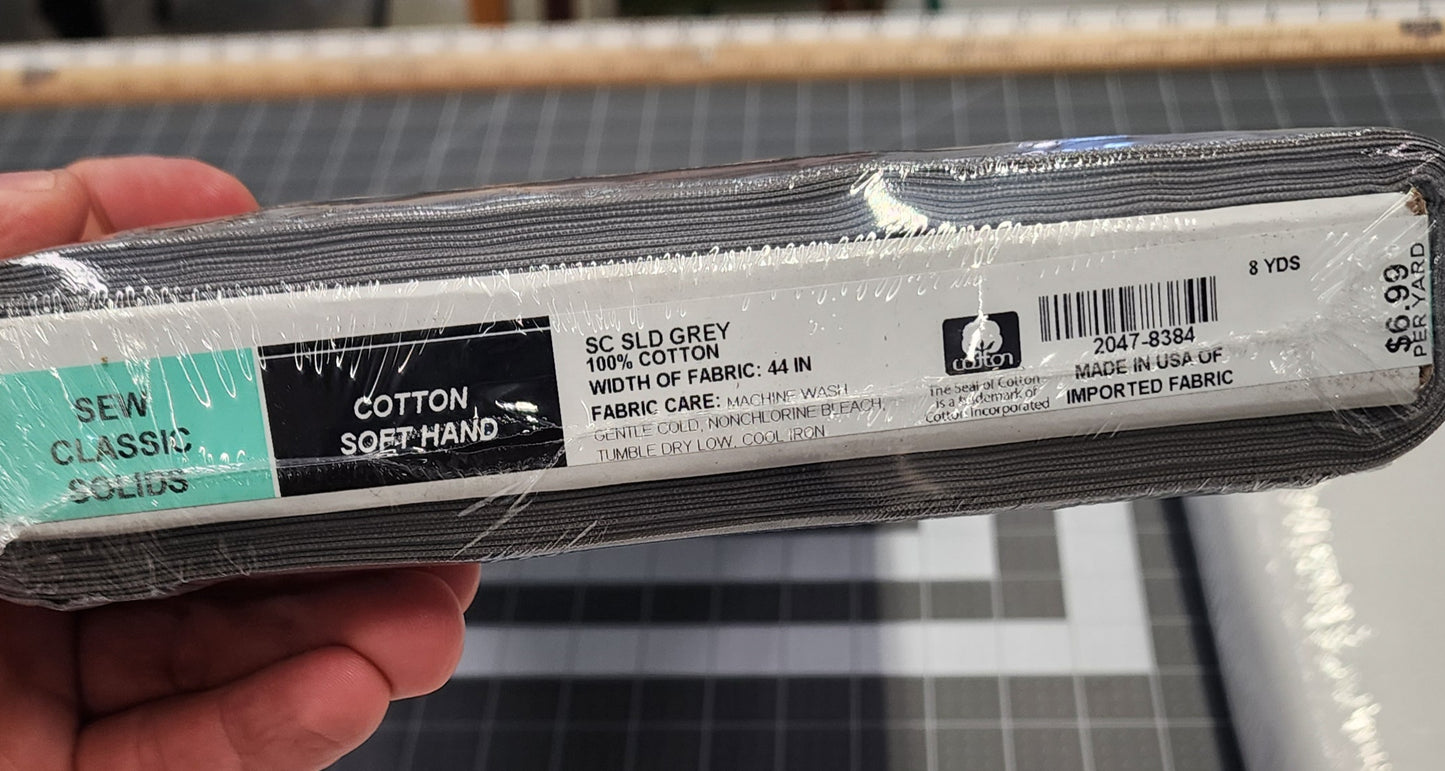 SEW
CLASSIC
SOLIDS
COTTON
SOFT HAND
SC SLD GREY
100% COTTON
WIDTH OF FABRIC: 44 IN
FABRIC CARE: MACHINE WASH
GENTLE COLD, NONCHLORINE BLEACH,
TUMBLE DRY LOW, COOL IRON
cotton
The Seal of Cotton
is a trademark of
Cotton Incorporated
2047-8384
MADE IN USA OF
IMPORTED FABRIC
8 YDS
$6.99
PER YARD